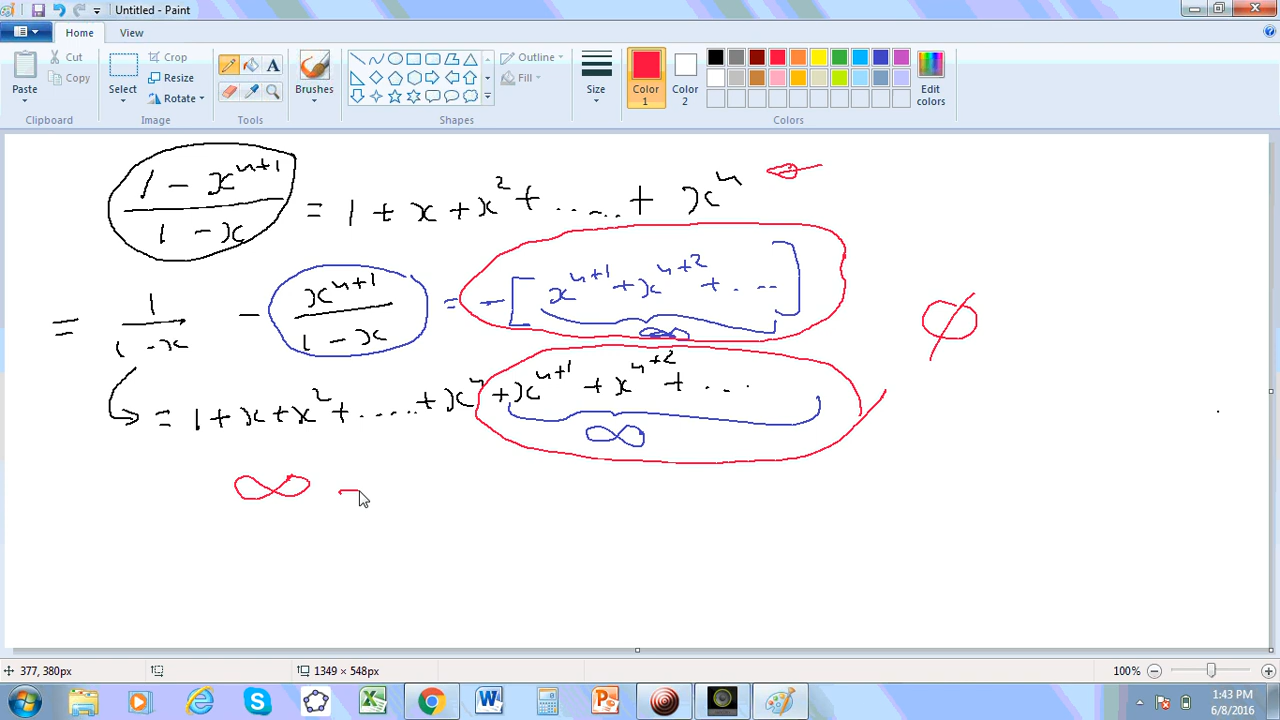 Untitled - Paint
Home View
Paste Cut Copy Select Crop Resize Rotate Brushes Outline Fill Size Color 1 Color 2 Edit colors
Clipboard Image Tools Shapes Colors
(1 - x^{n+1})/(1 - x) = 1 + x + x^2 + ...... + x^n
= 1/(1 - x) - x^{n+1}/(1 - x) = - [x^{n+1} + x^{n+2} + . ..]
∞
ϕ
= 1 + x + x^2 + ...... + x^n + x^{n+1} + x^{n+2} + ...
∞
∞ -
377, 380px 1349 × 548px 100%
1:43 PM
6/8/2016